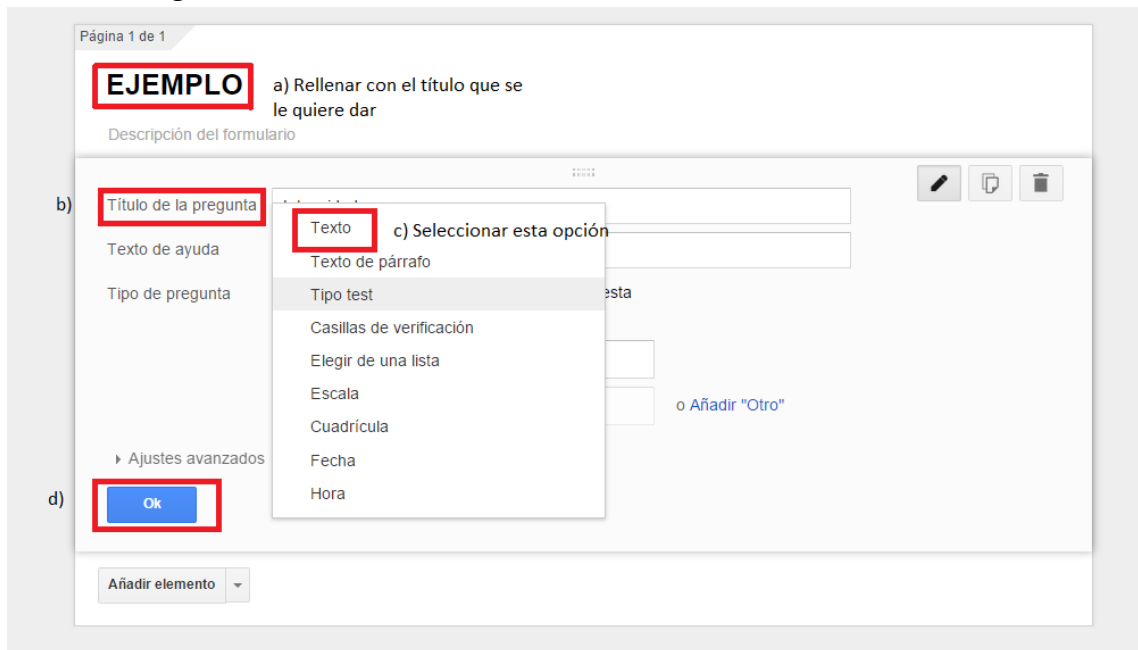 Página 1 de 1
EJEMPLO
a) Rellenar con el título que se
le quiere dar
Descripción del formulario
b)
Título de la pregunta
Texto
c) Seleccionar esta opción
Texto de ayuda
Texto de párrafo
Tipo de pregunta
Tipo test
esta
Casillas de verificación
Elegir de una lista
Escala
o Añadir "Otro"
Cuadrícula
Ajustes avanzados
Fecha
Hora
d)
Ok
Añadir elemento